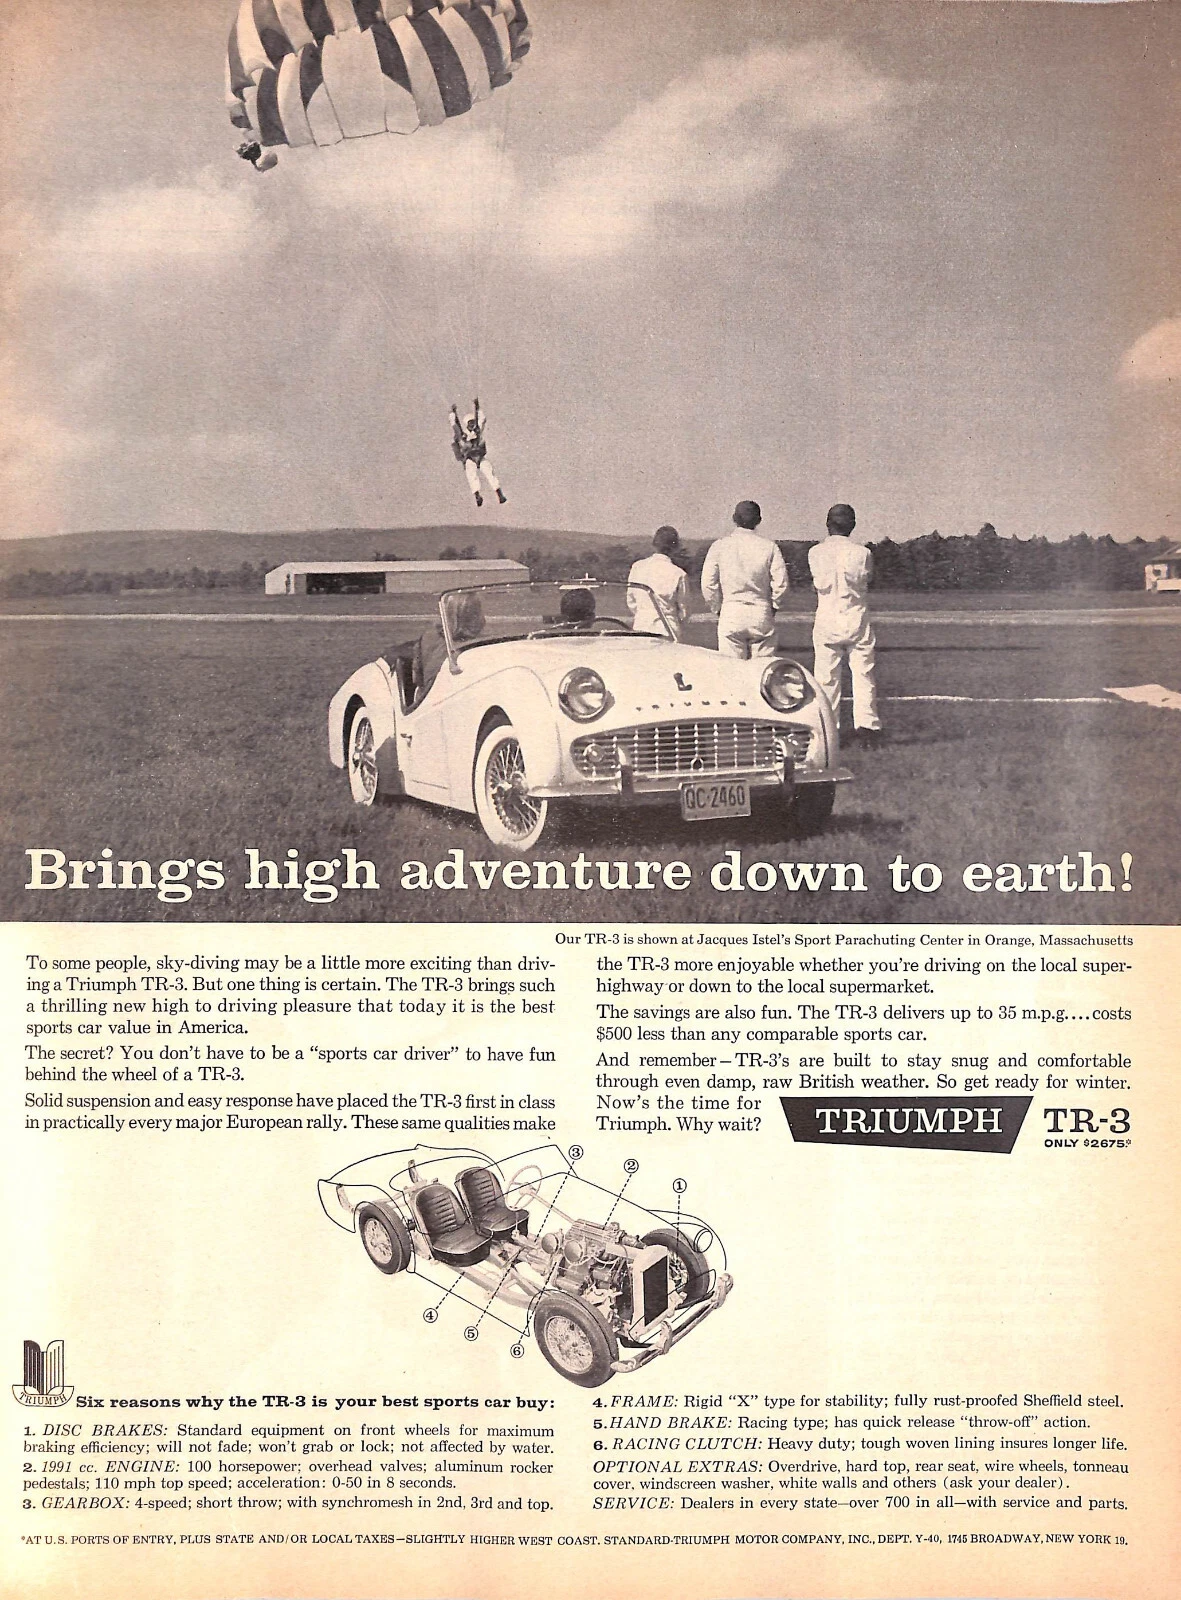 TRIUMPH
QC·2460
Brings high adventure down to earth!
Our TR-3 is shown at Jacques Istel's Sport Parachuting Center in Orange, Massachusetts
To some people, sky-diving may be a little more exciting than driv-
ing a Triumph TR-3. But one thing is certain. The TR-3 brings such
a thrilling new high to driving pleasure that today it is the best
sports car value in America.
The secret? You don't have to be a “sports car driver” to have fun
behind the wheel of a TR-3.
Solid suspension and easy response have placed the TR-3 first in class
in practically every major European rally. These same qualities make
the TR-3 more enjoyable whether you're driving on the local super-
highway or down to the local supermarket.
The savings are also fun. The TR-3 delivers up to 35 m.p.g....costs
$500 less than any comparable sports car.
And remember—TR-3's are built to stay snug and comfortable
through even damp, raw British weather. So get ready for winter.
Now's the time for
Triumph. Why wait?
TRIUMPH
TR-3
ONLY $2675*
3
2
1
4
5
6
TRIUMPH
Six reasons why the TR-3 is your best sports car buy:
1. DISC BRAKES: Standard equipment on front wheels for maximum
braking efficiency; will not fade; won't grab or lock; not affected by water.
2. 1991 cc. ENGINE: 100 horsepower; overhead valves; aluminum rocker
pedestals; 110 mph top speed; acceleration: 0-50 in 8 seconds.
3. GEARBOX: 4-speed; short throw; with synchromesh in 2nd, 3rd and top.
4. FRAME: Rigid “X” type for stability; fully rust-proofed Sheffield steel.
5. HAND BRAKE: Racing type; has quick release “throw-off” action.
6. RACING CLUTCH: Heavy duty; tough woven lining insures longer life.
OPTIONAL EXTRAS: Overdrive, hard top, rear seat, wire wheels, tonneau
cover, windscreen washer, white walls and others (ask your dealer).
SERVICE: Dealers in every state—over 700 in all—with service and parts.
*AT U.S. PORTS OF ENTRY, PLUS STATE AND/OR LOCAL TAXES—SLIGHTLY HIGHER WEST COAST. STANDARD-TRIUMPH MOTOR COMPANY, INC., DEPT. Y-40, 1745 BROADWAY, NEW YORK 19.